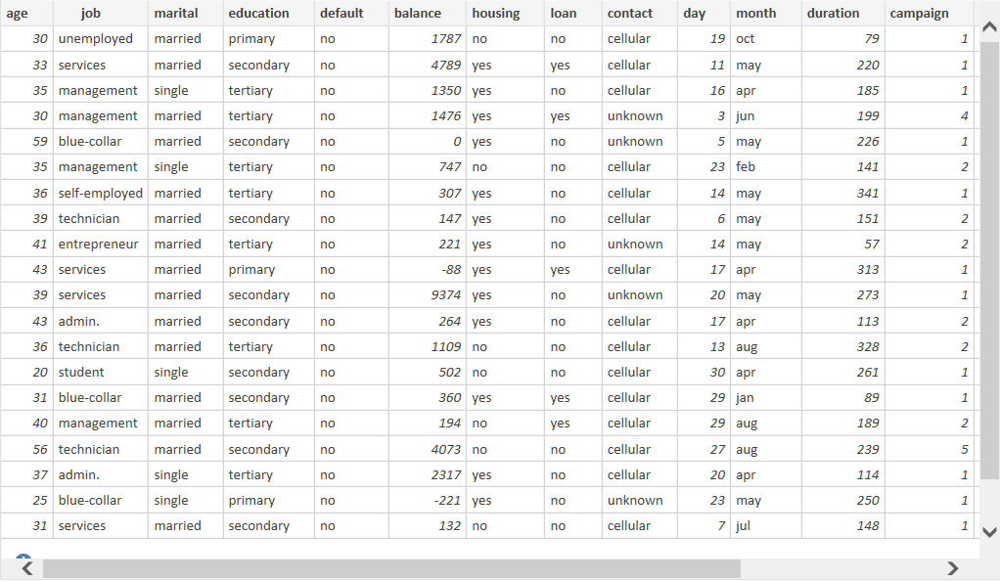 age job marital education default balance housing loan contact day month duration campaign
30 unemployed married primary no 1787 no no cellular 19 oct 79 1
33 services married secondary no 4789 yes yes cellular 11 may 220 1
35 management single tertiary no 1350 yes no cellular 16 apr 185 1
30 management married tertiary no 1476 yes yes unknown 3 jun 199 4
59 blue-collar married secondary no 0 yes no unknown 5 may 226 1
35 management single tertiary no 747 no no cellular 23 feb 141 2
36 self-employed married tertiary no 307 yes no cellular 14 may 341 1
39 technician married secondary no 147 yes no cellular 6 may 151 2
41 entrepreneur married tertiary no 221 yes no unknown 14 may 57 2
43 services married primary no -88 yes yes cellular 17 apr 313 1
39 services married secondary no 9374 yes no unknown 20 may 273 1
43 admin. married secondary no 264 yes no cellular 17 apr 113 2
36 technician married tertiary no 1109 no no cellular 13 aug 328 2
20 student single secondary no 502 no no cellular 30 apr 261 1
31 blue-collar married secondary no 360 yes yes cellular 29 jan 89 1
40 management married tertiary no 194 no yes cellular 29 aug 189 2
56 technician married secondary no 4073 no no cellular 27 aug 239 5
37 admin. single tertiary no 2317 yes no cellular 20 apr 114 1
25 blue-collar single primary no -221 yes no unknown 23 may 250 1
31 services married secondary no 132 no no cellular 7 jul 148 1